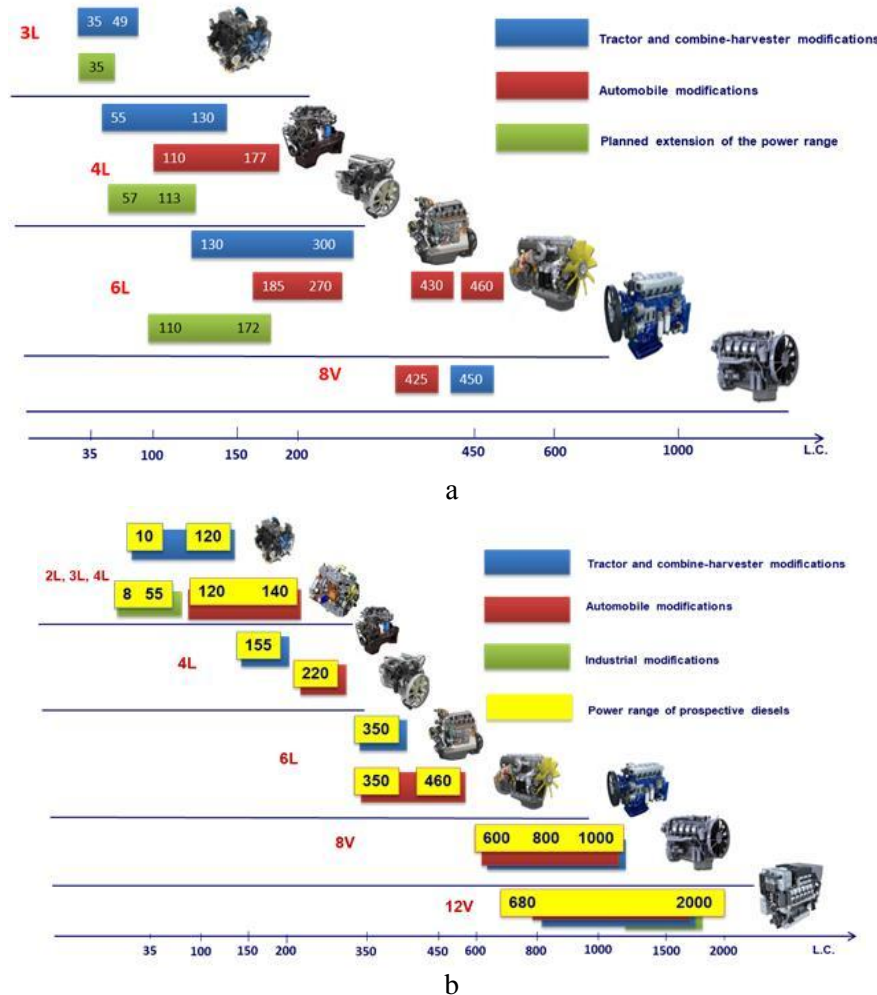 3L
35 49
35
Tractor and combine-harvester modifications
Automobile modifications
Planned extension of the power range
4L
55 130
110 177
57 113
6L
130 300
185 270
430
460
110 172
8V
425
450
35 100 150 200 450 600 1000 L.C.
a
10 120
2L, 3L, 4L
8 55
120 140
Tractor and combine-harvester modifications
Automobile modifications
Industrial modifications
Power range of prospective diesels
4L
155
220
6L
350
350 460
8V
600 800 1000
12V
680 2000
35 100 150 200 350 450 600 800 1000 1200 2000 L.C.
b